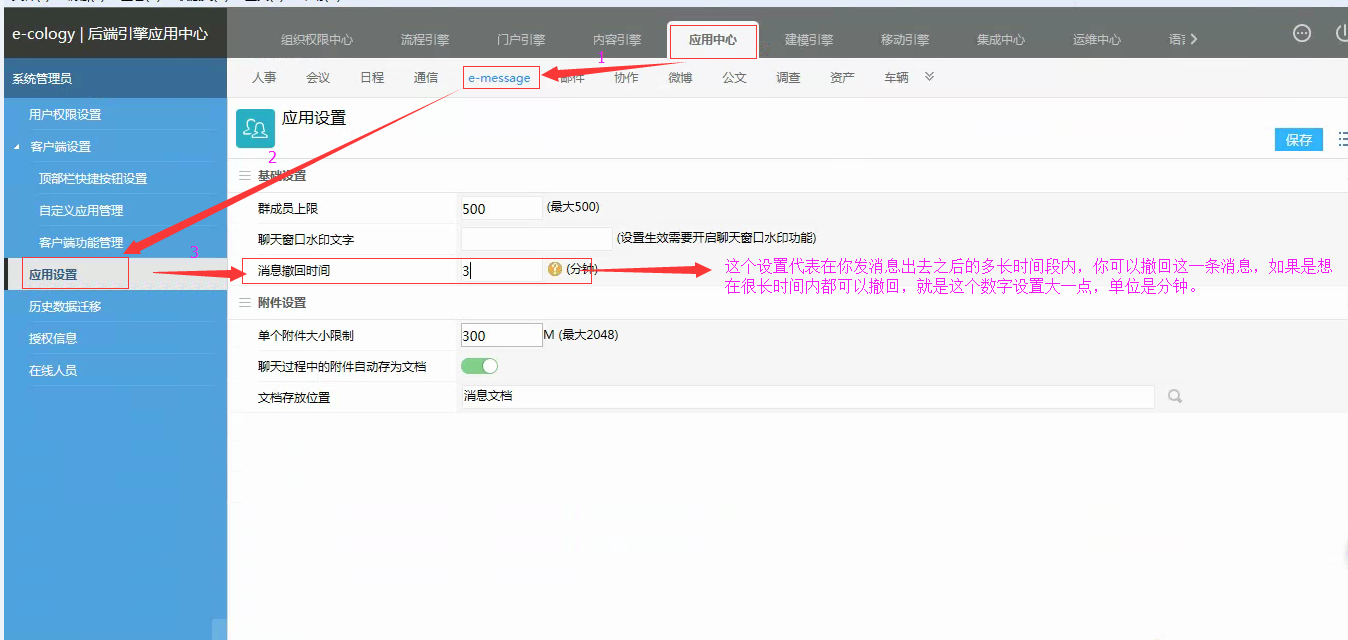 e-cology | 后端引擎应用中心
组织权限中心 流程引擎 门户引擎 内容引擎 应用中心 建模引擎 移动引擎 集成中心 运维中心
1
系统管理员
人事 会议 日程 通信 e-message 邮件 协作 微博 公文 调查 资产 车辆
用户权限设置
客户端设置
顶部栏快捷按钮设置
自定义应用管理
客户端功能管理
应用设置
历史数据迁移
授权信息
在线人员
应用设置
保存
2
基础设置
群成员上限 500 (最大500)
聊天窗口水印文字 (设置生效需要开启聊天窗口水印功能)
3
消息撤回时间 3 ? (分钟)
这个设置代表在你发消息出去之后的多长时间段内，你可以撤回这一条消息，如果是想
在很长时间内都可以撤回，就是这个数字设置大一点，单位是分钟。
附件设置
单个附件大小限制 300 M (最大2048)
聊天过程中的附件自动存为文档
文档存放位置 消息文档